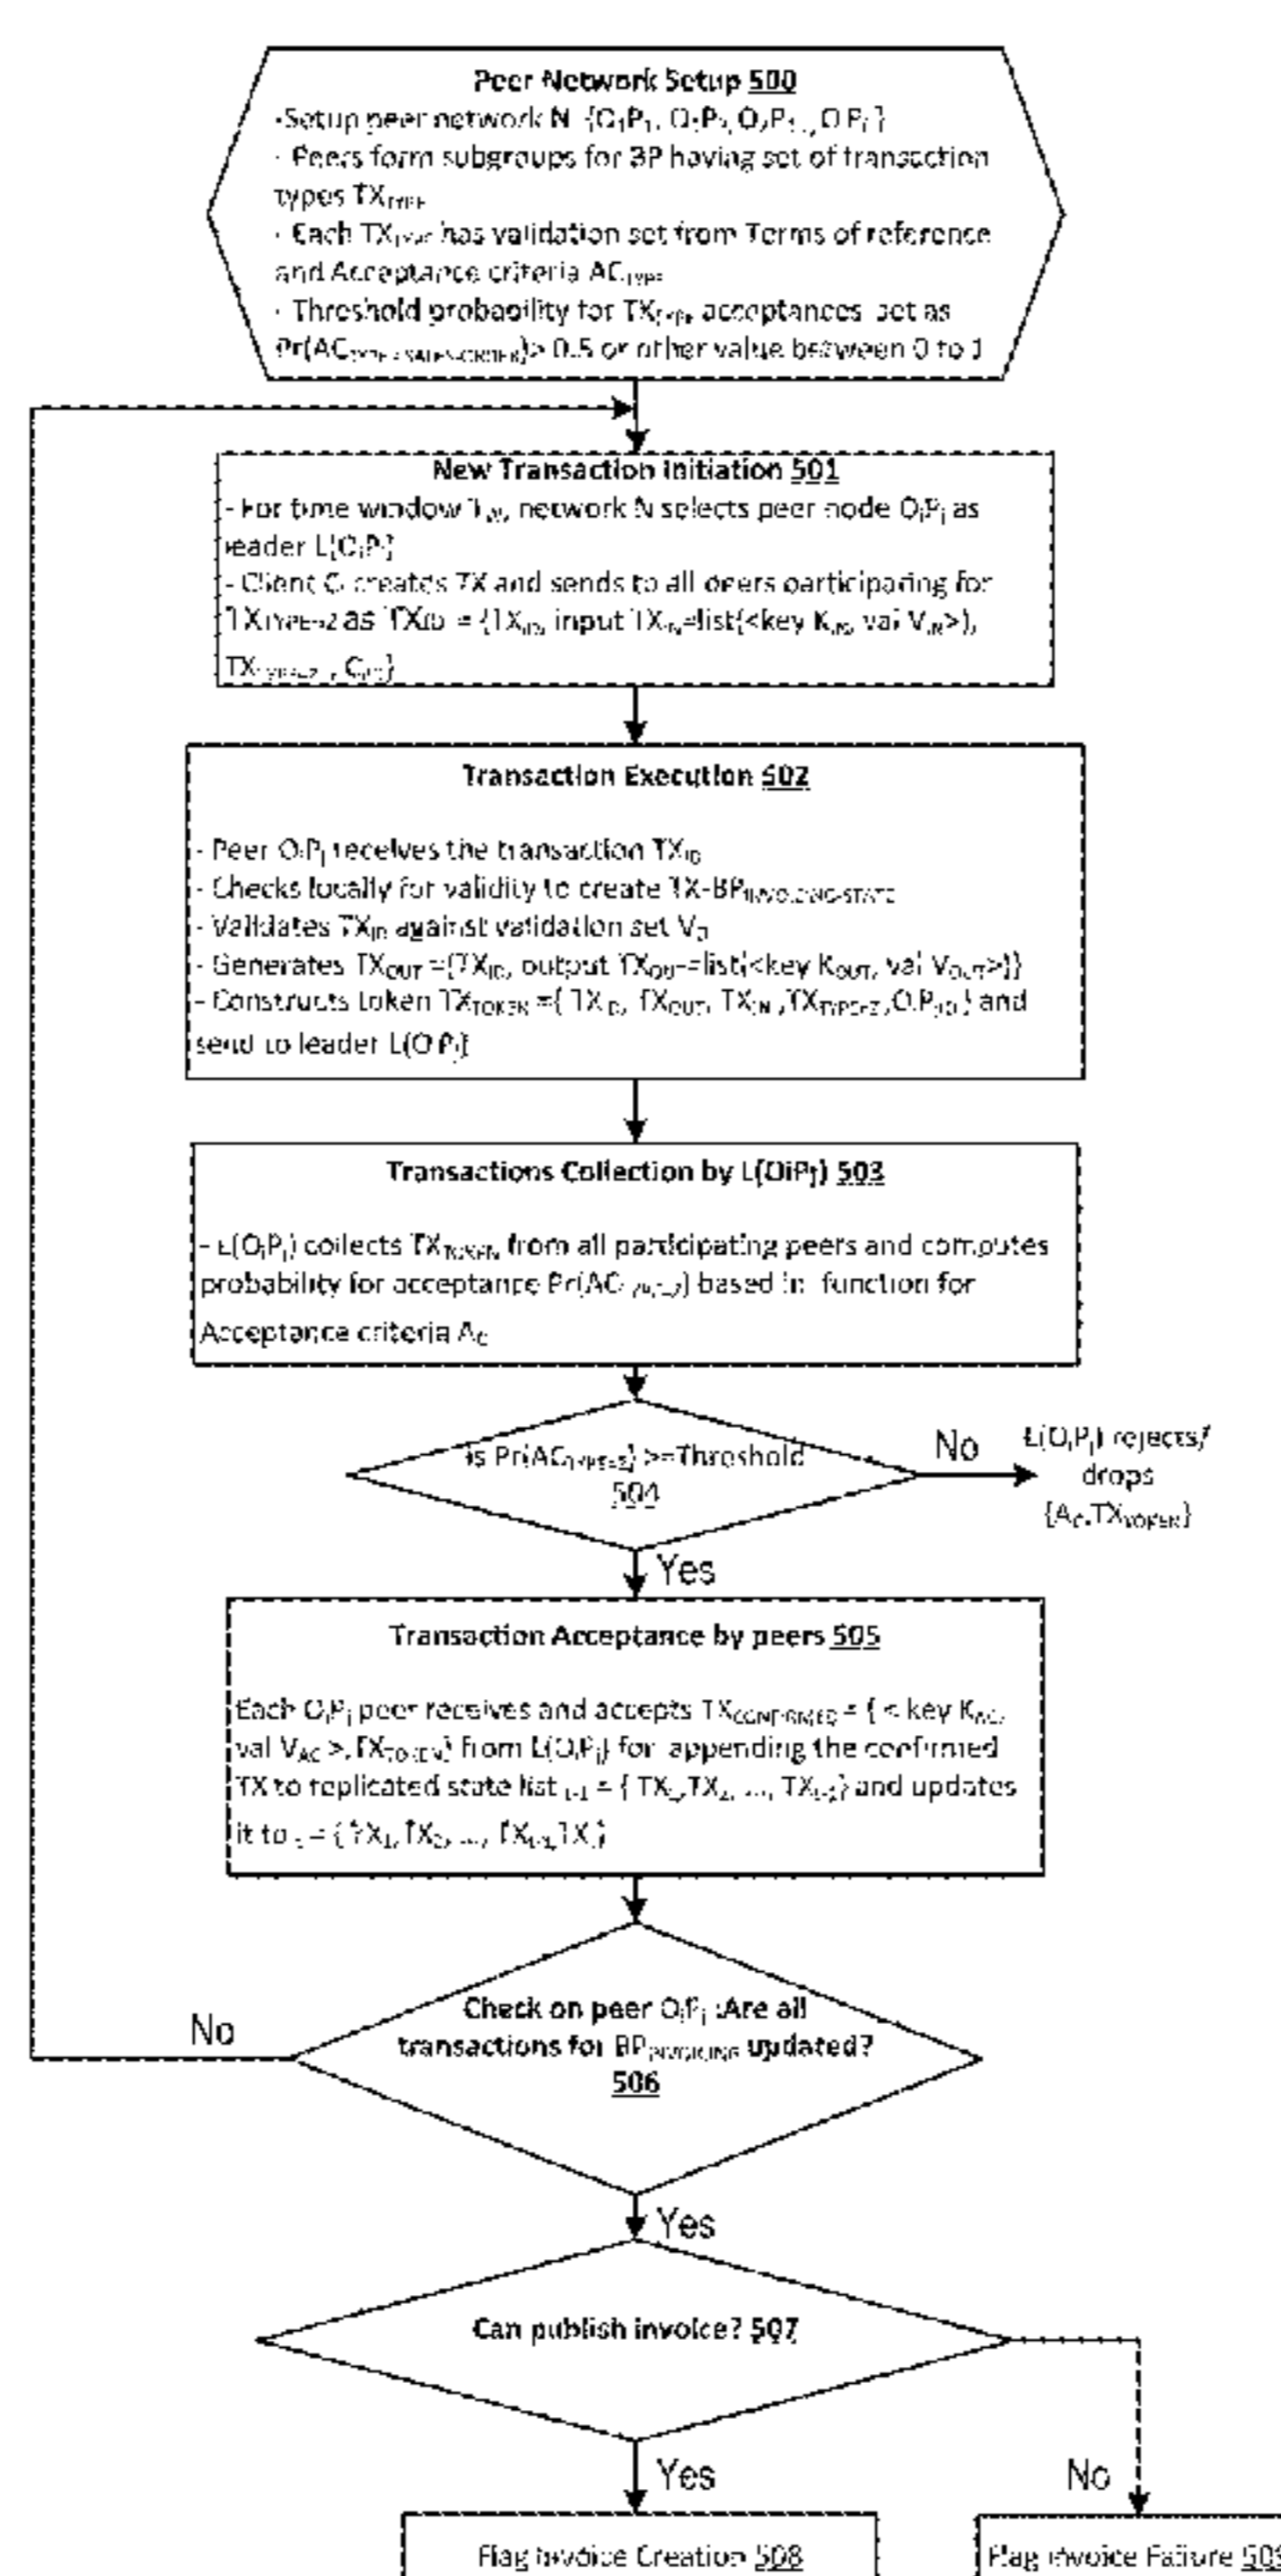 Peer Network Setup 500
-Setup peer network N
- Peers form subgroups for BP having set of transaction
types TXTYPE
- Each TXTYPE has validation set from Terms of reference
and Acceptance criteria ACTYPE
- Threshold probability for TXTYPE acceptances set as
Pr(ACTYPE=SALES-ORDER)> 0.5 or other value between 0 to 1
New Transaction Initiation 501
- For time window TW, network N selects peer node OiPj as
leader L(OiPj)
- Client Ci creates TX and sends to all peers participating for
TXTYPE=Z as TXID = {TXID, input TXIN=list(<key KIN, val VIN>),
TXTYPE=Z , CiID}
Transaction Execution 502
- Peer OiPj receives the transaction TXID
- Checks locally for validity to create TX-BPINVOICING-STATE
- Validates TXID against validation set
- Generates TXOUT ={TXID, output TXOUT=list(<key KOUT, val VOUT>)}
- Constructs token TXTOKEN ={ TXID, TXOUT, TXIN ,TXTYPE=Z,OiPjID } and
send to leader L(OiPj)
Transactions Collection by L(OiPj) 503
- L(OiPj) collects TXTOKEN from all participating peers and computes
probability for acceptance Pr(ACTYPE=Z) based in function for
Acceptance criteria AC
is Pr(ACTYPE=Z) >=Threshold
504
No
L(OiPj) rejects/
drops
{AC,TXTOKEN}
Yes
Transaction Acceptance by peers 505
Each OiPj peer receives and accepts TXCONFIRMED = { < key KAC,
val VAC >,TXTOKEN} from L(OiPj) for appending the confirmed
TX to replicated state list t-1 = { TX1,TX2, ..., TXt-1} and updates
it to t = { TX1,TX2, ..., TXt-1,TXt}
Check on peer OiPj :Are all
transactions for BPINVOICING updated?
506
No
Yes
Can publish invoice? 507
Yes
No
Flag Invoice Creation 508
Flag Invoice Failure